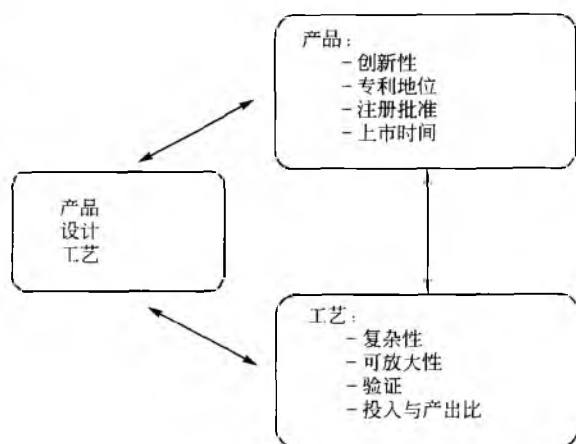 产品：
- 创新性
- 专利地位
- 注册批准
- 上市时间
产品
设计
工艺
工艺：
- 复杂性
- 可放大性
- 验证
- 投入与产出比